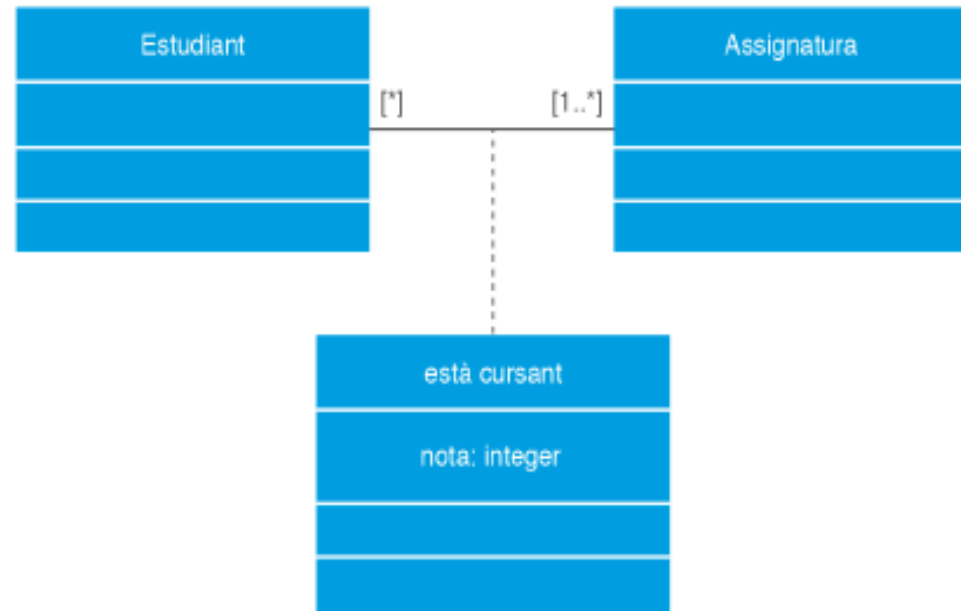 Estudiant
Assignatura
[*]
[1..*]
està cursant
nota: integer